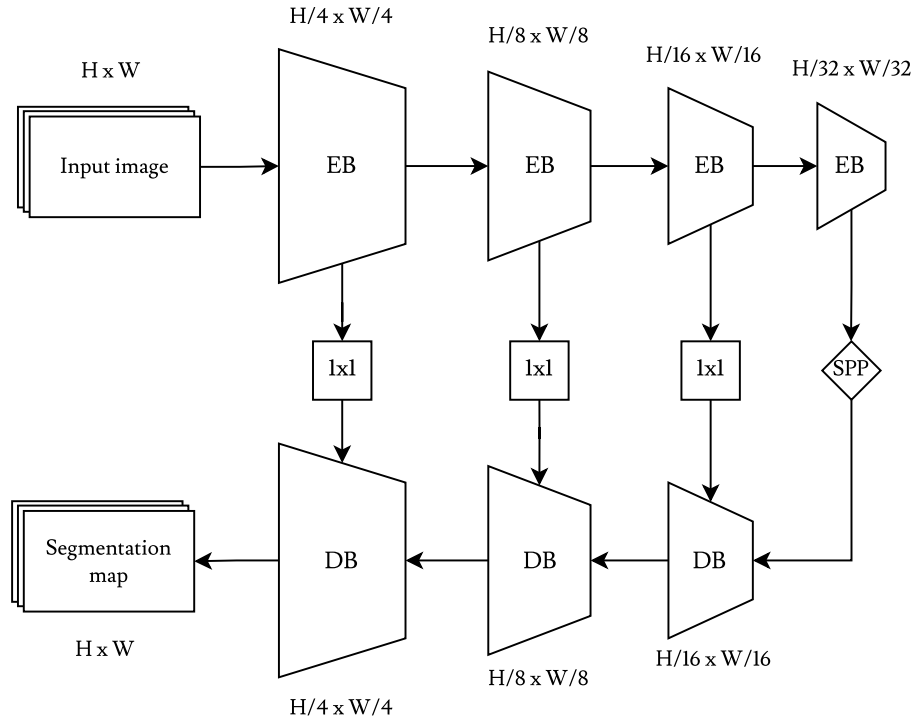 H/4 x W/4
H/8 x W/8
H/16 x W/16
H/32 x W/32
H x W
Input image
EB
EB
EB
EB
1x1
1x1
1x1
SPP
Segmentation
map
DB
DB
DB
H x W
H/4 x W/4
H/8 x W/8
H/16 x W/16